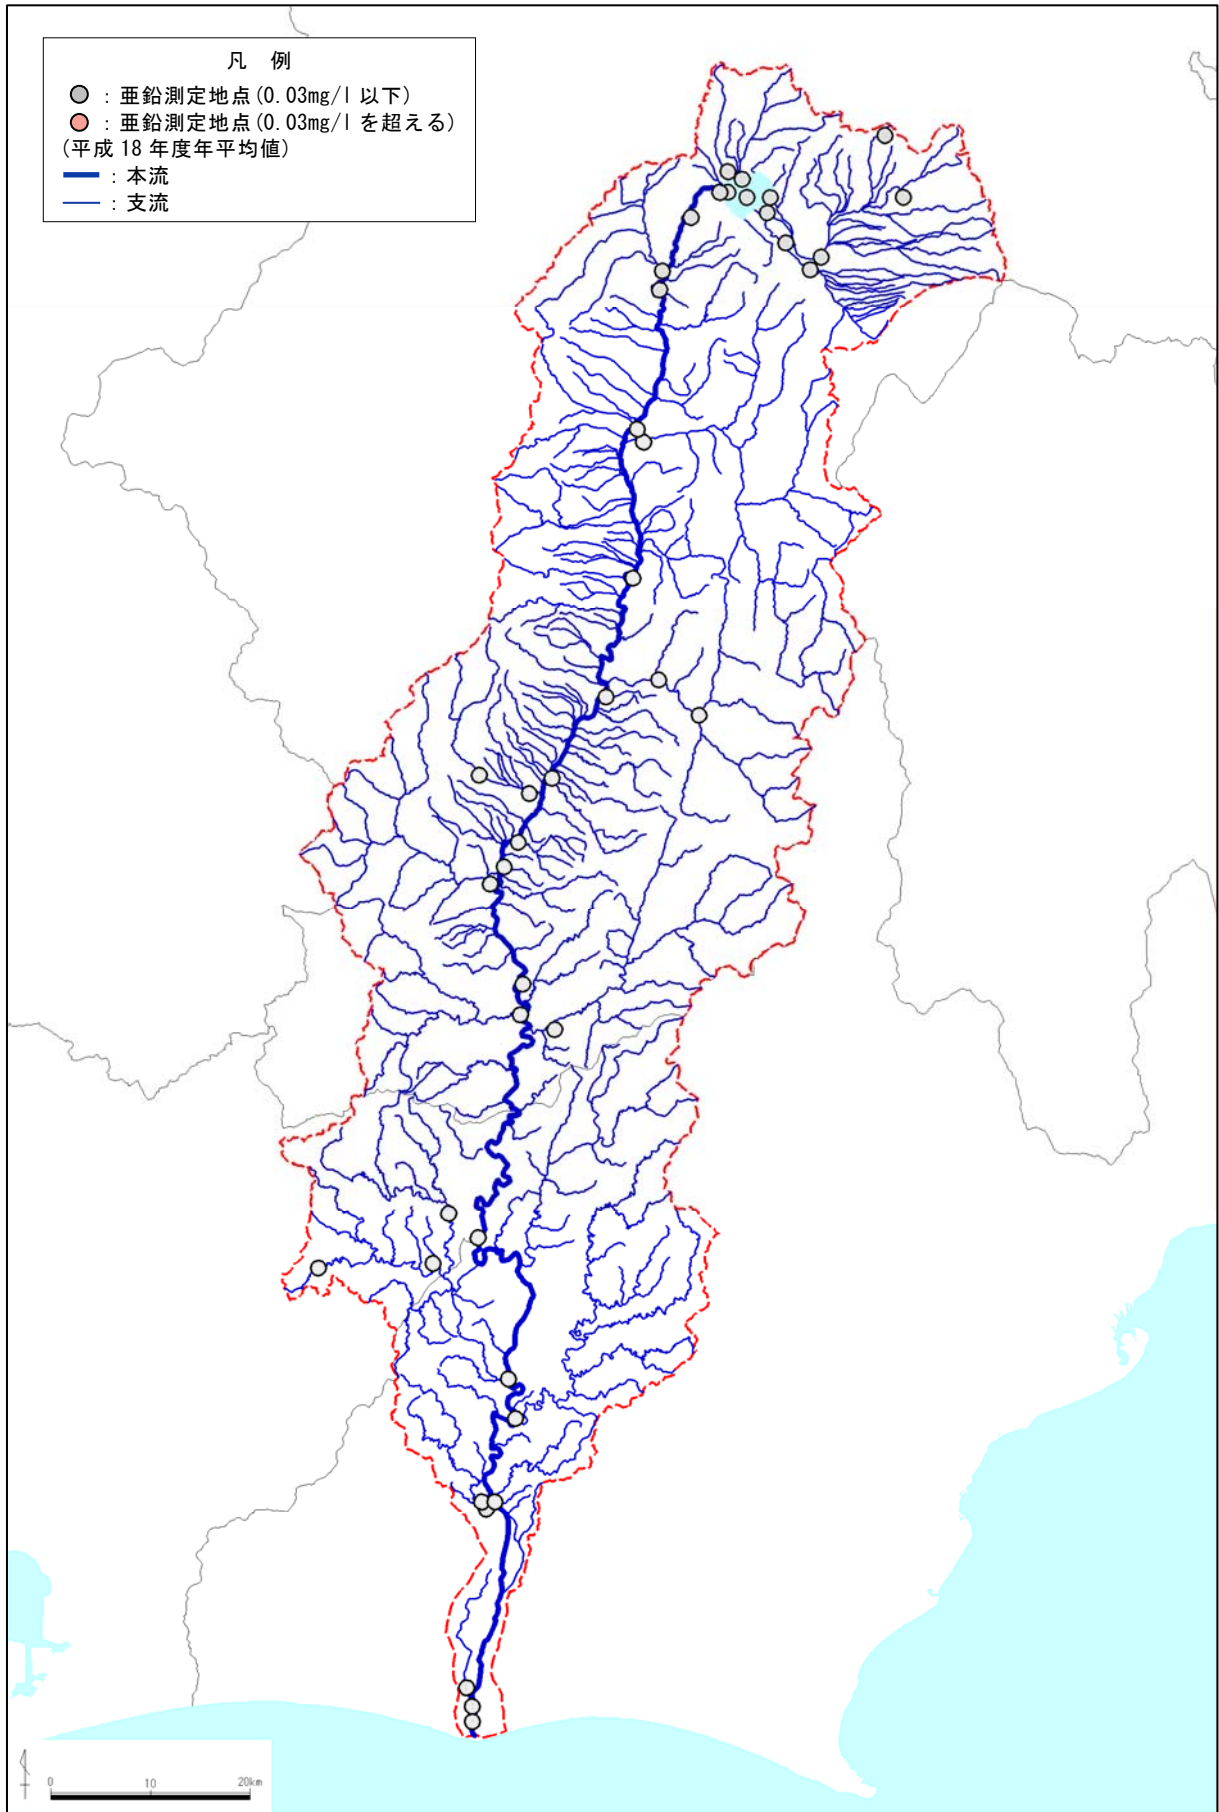 凡 例
: 亜鉛測定地点(0.03mg/l 以下)
: 亜鉛測定地点(0.03mg/l を超える)
(平成 18 年度年平均値)
: 本流
: 支流
0 10 20km